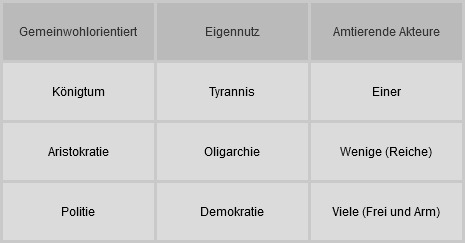 Gemeinwohlorientiert Eigennutz Amtierende Akteure
Königtum Tyrannis Einer
Aristokratie Oligarchie Wenige (Reiche)
Politie Demokratie Viele (Frei und Arm)